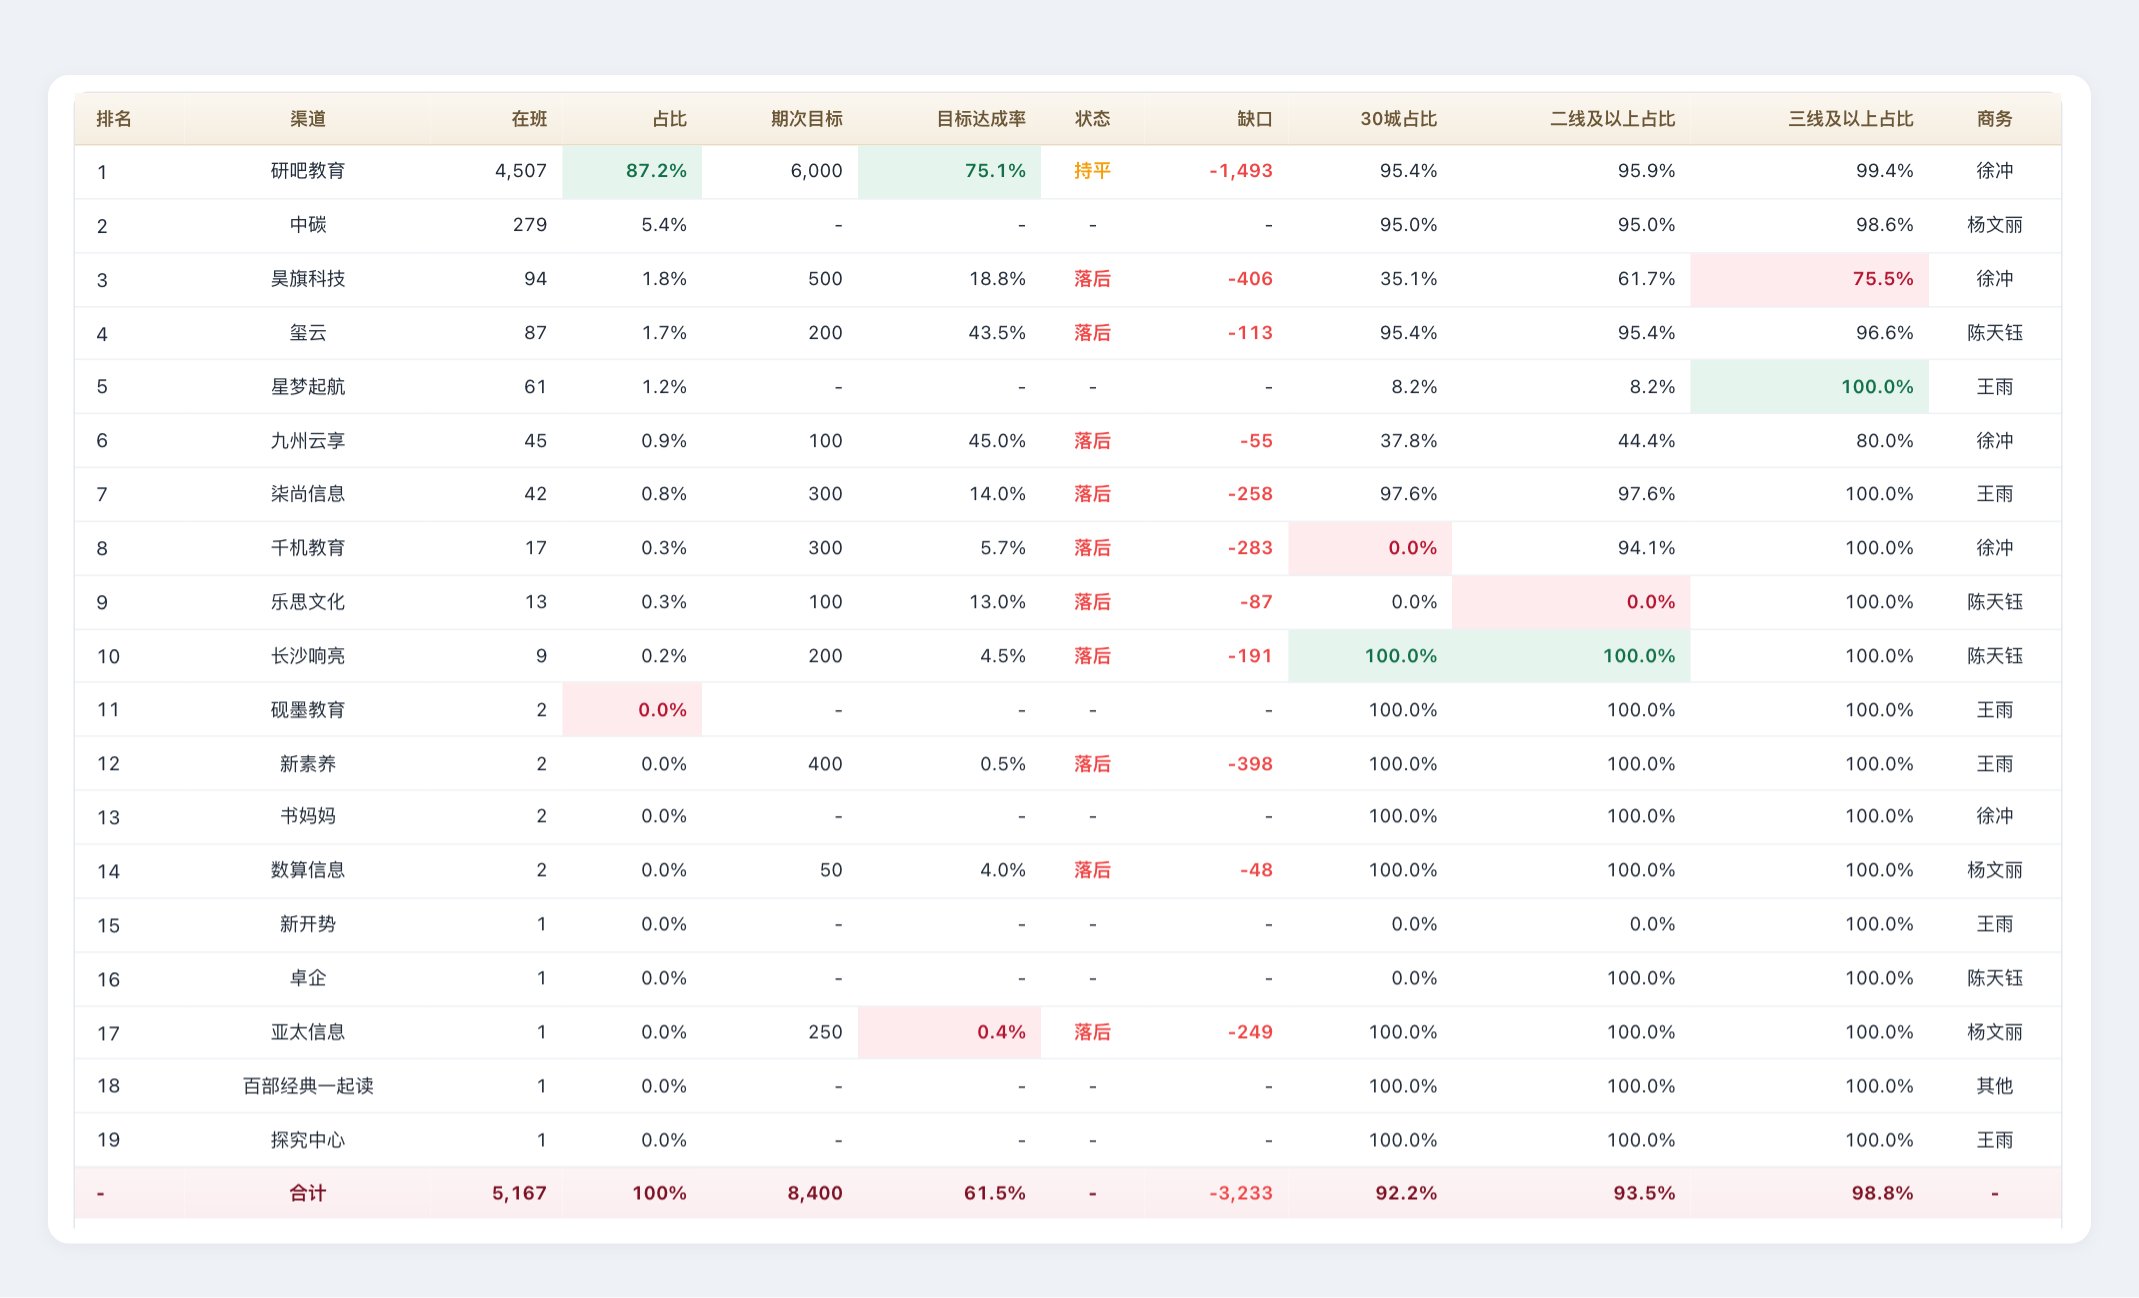 排名 渠道 在班 占比 期次目标 目标达成率 状态 缺口 30城占比 二线及以上占比 三线及以上占比 商务
1 研吧教育 4,507 87.2% 6,000 75.1% 持平 -1,493 95.4% 95.9% 99.4% 徐冲
2 中碳 279 5.4% - - - - 95.0% 95.0% 98.6% 杨文丽
3 昊旗科技 94 1.8% 500 18.8% 落后 -406 35.1% 61.7% 75.5% 徐冲
4 玺云 87 1.7% 200 43.5% 落后 -113 95.4% 95.4% 96.6% 陈天钰
5 星梦起航 61 1.2% - - - - 8.2% 8.2% 100.0% 王雨
6 九州云享 45 0.9% 100 45.0% 落后 -55 37.8% 44.4% 80.0% 徐冲
7 柒尚信息 42 0.8% 300 14.0% 落后 -258 97.6% 97.6% 100.0% 王雨
8 千机教育 17 0.3% 300 5.7% 落后 -283 0.0% 94.1% 100.0% 徐冲
9 乐思文化 13 0.3% 100 13.0% 落后 -87 0.0% 0.0% 100.0% 陈天钰
10 长沙响亮 9 0.2% 200 4.5% 落后 -191 100.0% 100.0% 100.0% 陈天钰
11 砚墨教育 2 0.0% - - - - 100.0% 100.0% 100.0% 王雨
12 新素养 2 0.0% 400 0.5% 落后 -398 100.0% 100.0% 100.0% 王雨
13 书妈妈 2 0.0% - - - - 100.0% 100.0% 100.0% 徐冲
14 数算信息 2 0.0% 50 4.0% 落后 -48 100.0% 100.0% 100.0% 杨文丽
15 新开势 1 0.0% - - - - 0.0% 0.0% 100.0% 王雨
16 卓企 1 0.0% - - - - 0.0% 100.0% 100.0% 陈天钰
17 亚太信息 1 0.0% 250 0.4% 落后 -249 100.0% 100.0% 100.0% 杨文丽
18 百部经典一起读 1 0.0% - - - - 100.0% 100.0% 100.0% 其他
19 探究中心 1 0.0% - - - - 100.0% 100.0% 100.0% 王雨
- 合计 5,167 100% 8,400 61.5% - -3,233 92.2% 93.5% 98.8% -